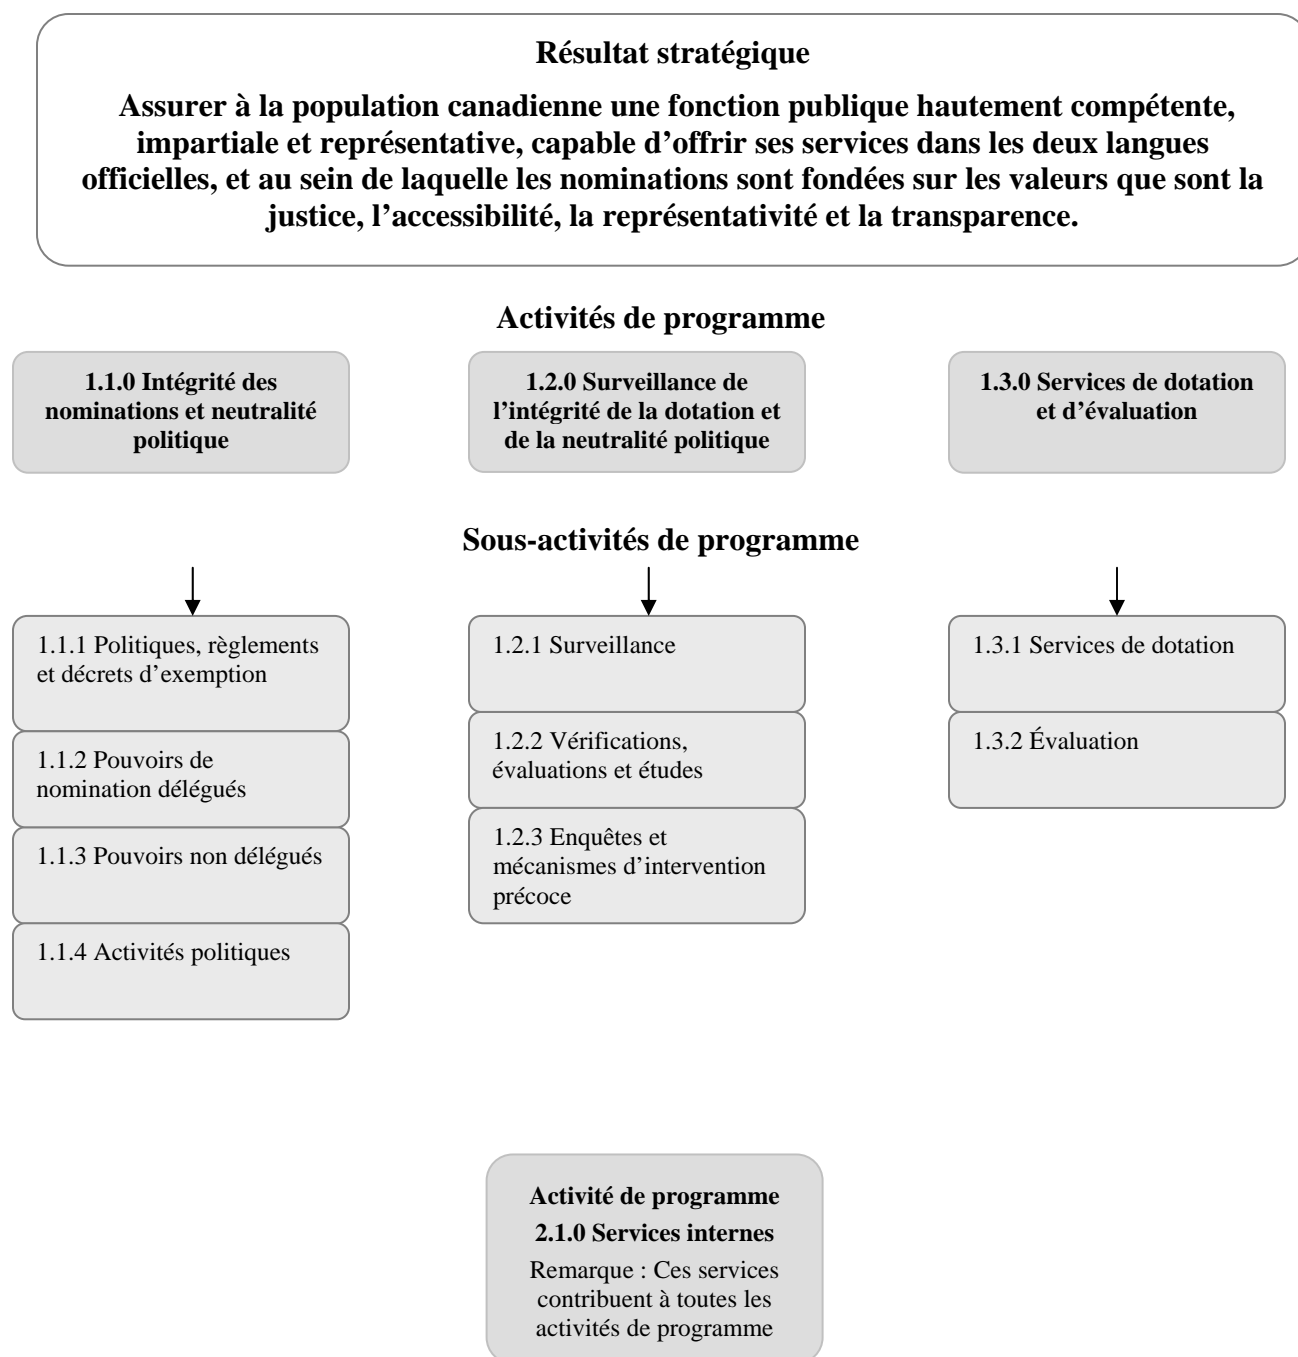 Résultat stratégique
Assurer à la population canadienne une fonction publique hautement compétente,
impartiale et représentative, capable d’offrir ses services dans les deux langues
officielles, et au sein de laquelle les nominations sont fondées sur les valeurs que sont la
justice, l’accessibilité, la représentativité et la transparence.
Activités de programme
1.1.0 Intégrité des
nominations et neutralité
politique
1.2.0 Surveillance de
l’intégrité de la dotation et
de la neutralité politique
1.3.0 Services de dotation
et d’évaluation
Sous-activités de programme
1.1.1 Politiques, règlements
et décrets d’exemption
1.1.2 Pouvoirs de
nomination délégués
1.1.3 Pouvoirs non délégués
1.1.4 Activités politiques
1.2.1 Surveillance
1.2.2 Vérifications,
évaluations et études
1.2.3 Enquêtes et
mécanismes d’intervention
précoce
1.3.1 Services de dotation
1.3.2 Évaluation
Activité de programme
2.1.0 Services internes
Remarque : Ces services
contribuent à toutes les
activités de programme